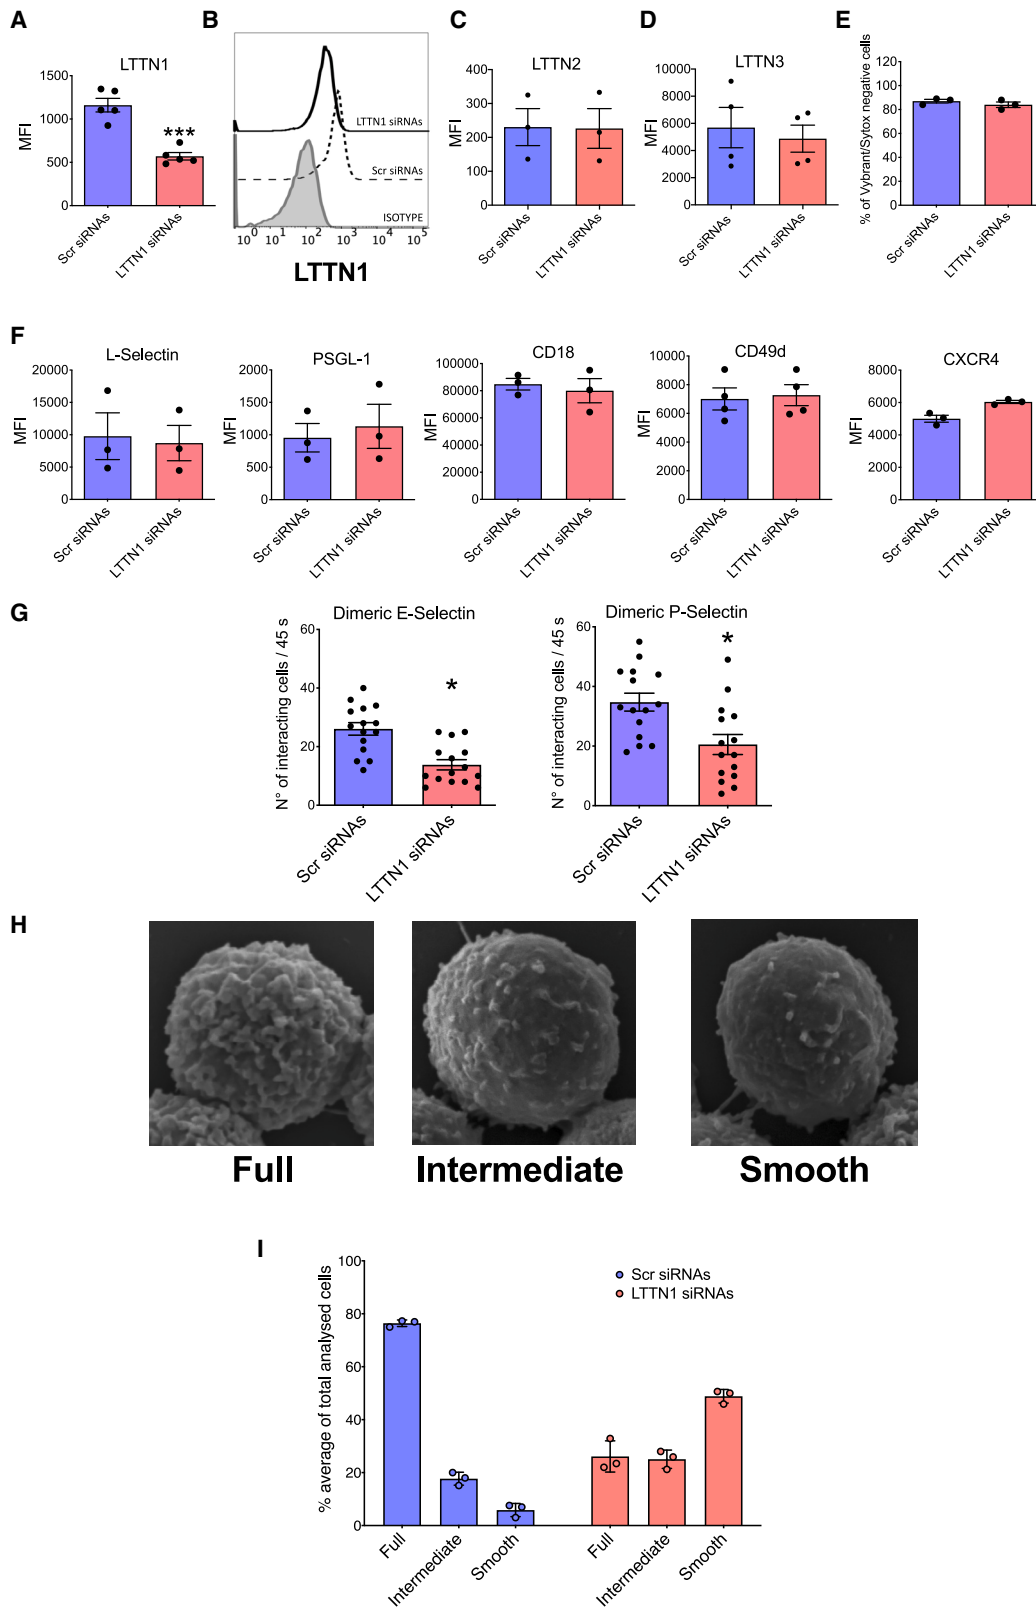 A
LTTN1
MFI
1500
1000
500
0
***
Scr siRNAs
LTTN1 siRNAs
B
LTTN1 siRNAs
Scr siRNAs
ISOTYPE
10^0 10^1 10^2 10^3 10^4 10^5
LTTN1
C
LTTN2
MFI
400
300
200
100
0
Scr siRNAs
LTTN1 siRNAs
D
LTTN3
MFI
10000
8000
6000
4000
2000
0
Scr siRNAs
LTTN1 siRNAs
E
% of Vybrant/Sytox negative cells
120
100
80
60
40
20
0
Scr siRNAs
LTTN1 siRNAs
F
L-Selectin
MFI
20000
15000
10000
5000
0
Scr siRNAs
LTTN1 siRNAs
PSGL-1
MFI
2000
1500
1000
500
0
Scr siRNAs
LTTN1 siRNAs
CD18
MFI
100000
80000
60000
40000
20000
0
Scr siRNAs
LTTN1 siRNAs
CD49d
MFI
10000
8000
6000
4000
2000
0
Scr siRNAs
LTTN1 siRNAs
CXCR4
MFI
8000
6000
4000
2000
0
Scr siRNAs
LTTN1 siRNAs
G
Dimeric E-Selectin
N° of interacting cells / 45 s
60
40
20
0
*
Scr siRNAs
LTTN1 siRNAs
Dimeric P-Selectin
N° of interacting cells / 45 s
60
40
20
0
*
Scr siRNAs
LTTN1 siRNAs
H
Full
Intermediate
Smooth
I
% average of total analysed cells
100
80
60
40
20
0
Scr siRNAs
LTTN1 siRNAs
Full
Intermediate
Smooth
Full
Intermediate
Smooth